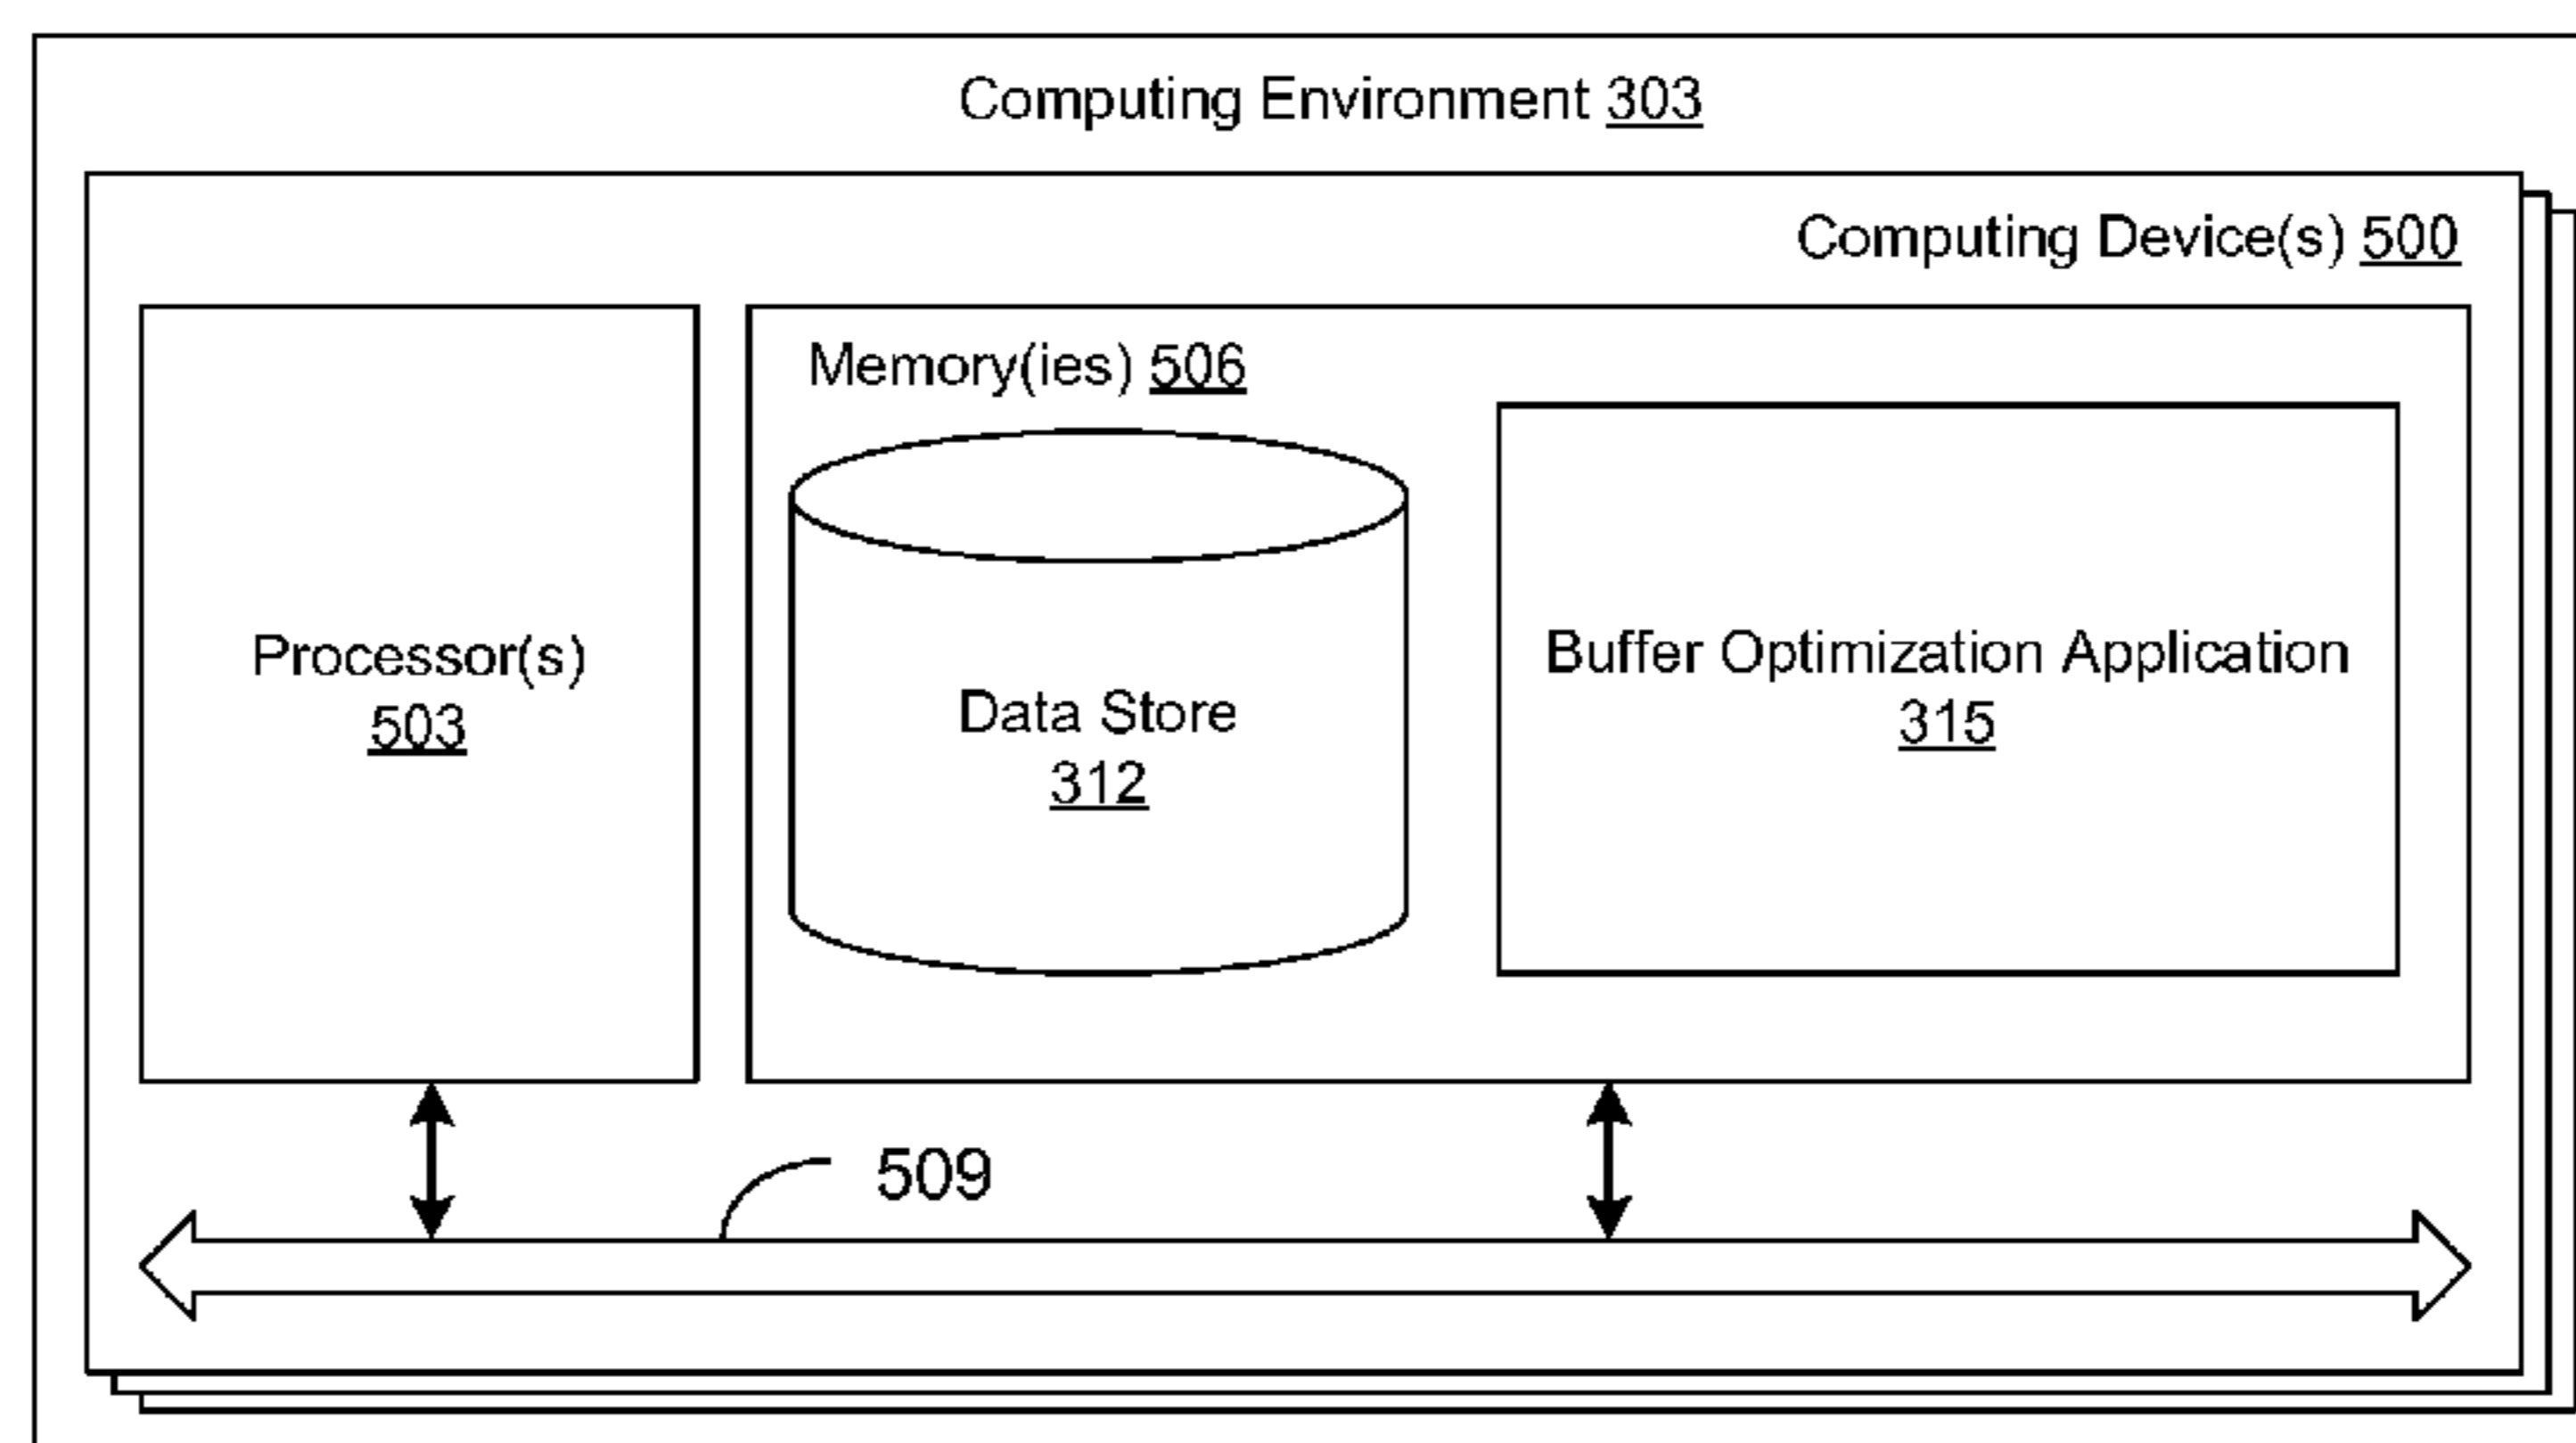 Computing Environment 303
Computing Device(s) 500
Memory(ies) 506
Processor(s)
503
Data Store
312
Buffer Optimization Application
315
509